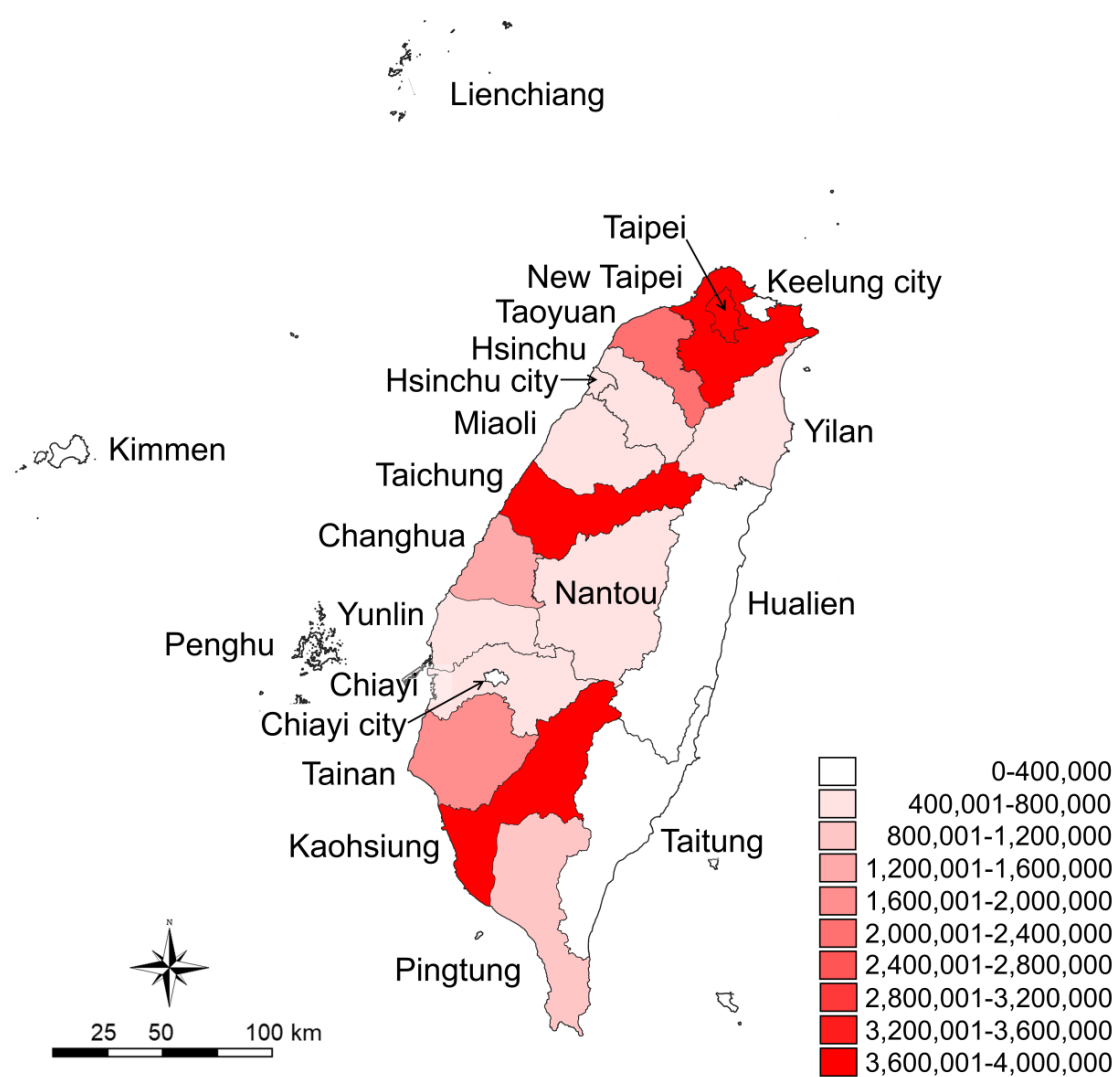 Lienchiang
Taipei
New Taipei
Keelung city
Taoyuan
Hsinchu
Hsinchu city
Miaoli
Yilan
Kimmen
Taichung
Changhua
Nantou
Hualien
Yunlin
Penghu
Chiayi
Chiayi city
Tainan
Kaohsiung
Taitung
Pingtung
0-400,000
400,001-800,000
800,001-1,200,000
1,200,001-1,600,000
1,600,001-2,000,000
2,000,001-2,400,000
2,400,001-2,800,000
2,800,001-3,200,000
3,200,001-3,600,000
3,600,001-4,000,000
N
25 50 100 km